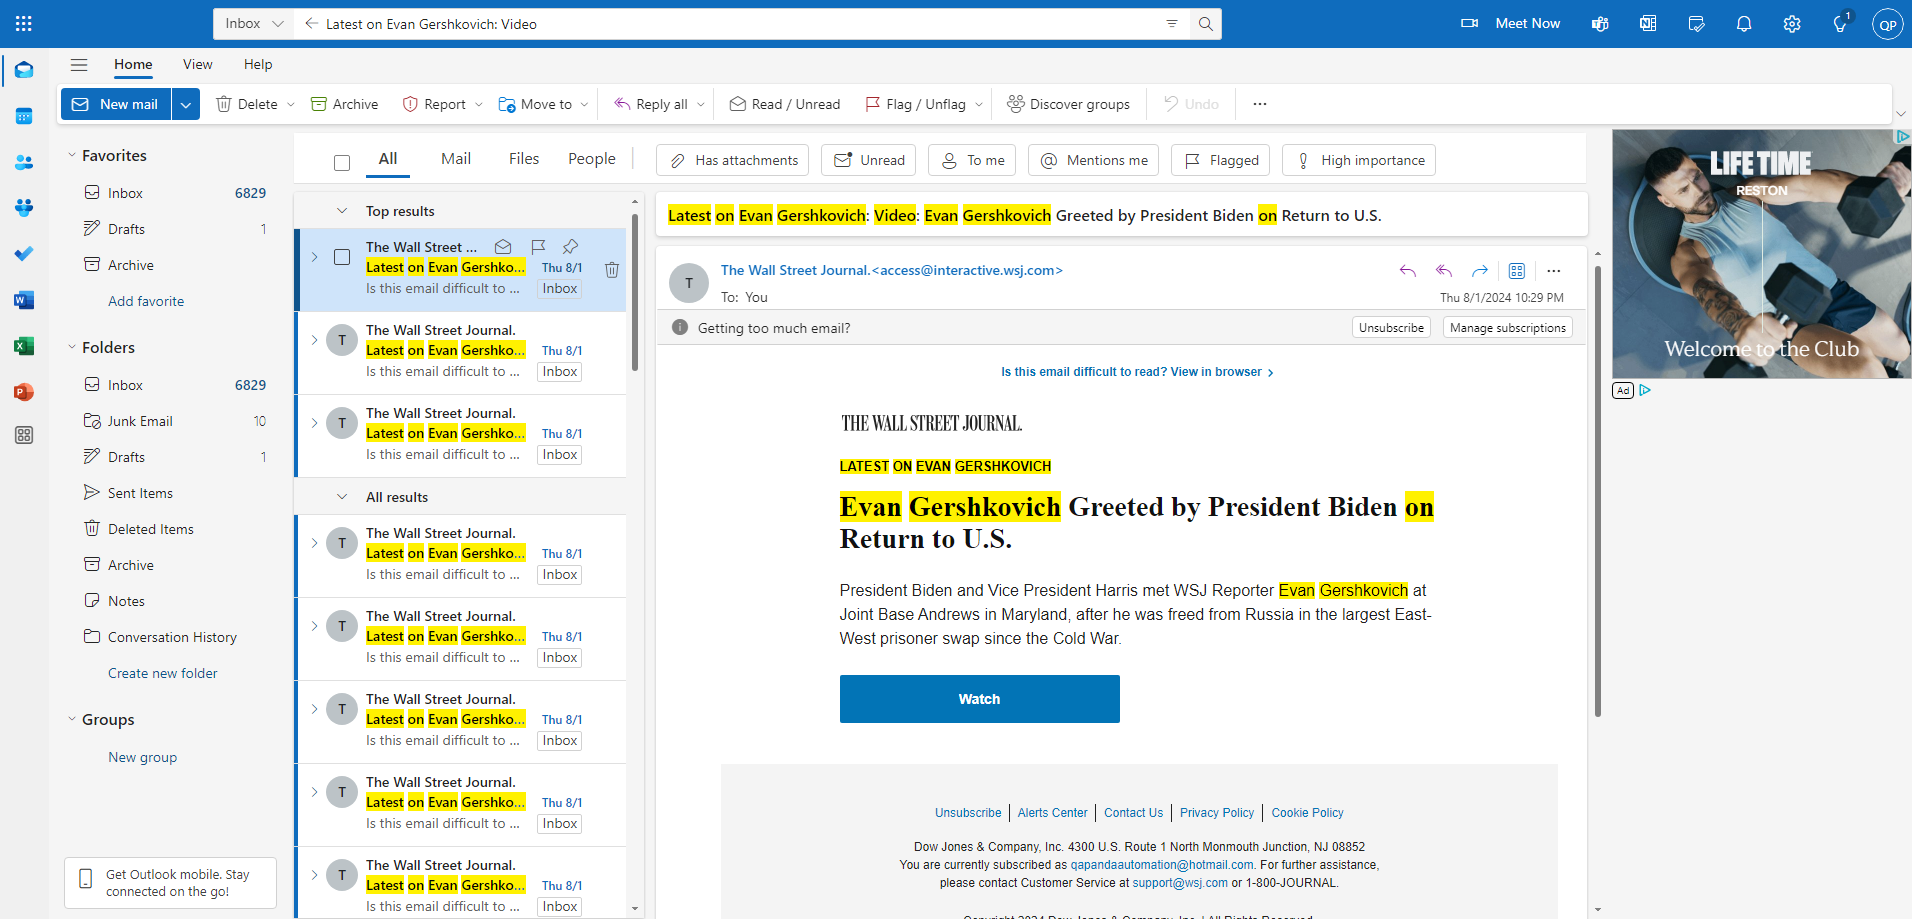 Inbox
Latest on Evan Gershkovich: Video
Meet Now
1
QP
Home View Help
New mail
Delete
Archive
Report
Move to
Reply all
Read / Unread
Flag / Unflag
Discover groups
Undo
Favorites
Inbox 6829
Drafts 1
Archive
Add favorite
Folders
Inbox 6829
Junk Email 10
Drafts 1
Sent Items
Deleted Items
Archive
Notes
Conversation History
Create new folder
Groups
New group
Get Outlook mobile. Stay
connected on the go!
All Mail Files People
Has attachments
Unread
To me
Mentions me
Flagged
High importance
Top results
The Wall Street ...
Latest on Evan Gershko... Thu 8/1
Is this email difficult to ... Inbox
T
The Wall Street Journal.
Latest on Evan Gershko... Thu 8/1
Is this email difficult to ... Inbox
T
The Wall Street Journal.
Latest on Evan Gershko... Thu 8/1
Is this email difficult to ... Inbox
All results
T
The Wall Street Journal.
Latest on Evan Gershko... Thu 8/1
Is this email difficult to ... Inbox
T
The Wall Street Journal.
Latest on Evan Gershko... Thu 8/1
Is this email difficult to ... Inbox
T
The Wall Street Journal.
Latest on Evan Gershko... Thu 8/1
Is this email difficult to ... Inbox
T
The Wall Street Journal.
Latest on Evan Gershko... Thu 8/1
Is this email difficult to ... Inbox
T
The Wall Street Journal.
Latest on Evan Gershko... Thu 8/1
Is this email difficult to ... Inbox
Latest on Evan Gershkovich: Video: Evan Gershkovich Greeted by President Biden on Return to U.S.
T
The Wall Street Journal.<access@interactive.wsj.com>
To: You
Thu 8/1/2024 10:29 PM
Getting too much email?
Unsubscribe
Manage subscriptions
Is this email difficult to read? View in browser ›
THE WALL STREET JOURNAL.
LATEST ON EVAN GERSHKOVICH
Evan Gershkovich Greeted by President Biden on
Return to U.S.
President Biden and Vice President Harris met WSJ Reporter Evan Gershkovich at
Joint Base Andrews in Maryland, after he was freed from Russia in the largest East-
West prisoner swap since the Cold War.
Watch
Unsubscribe | Alerts Center | Contact Us | Privacy Policy | Cookie Policy
Dow Jones & Company, Inc. 4300 U.S. Route 1 North Monmouth Junction, NJ 08852
You are currently subscribed as qapandaautomation@hotmail.com. For further assistance,
please contact Customer Service at support@wsj.com or 1-800-JOURNAL.
Copyright 2024 Dow Jones & Company, Inc. | All Rights Reserved
LIFE TIME
RESTON
Welcome to the Club
Ad